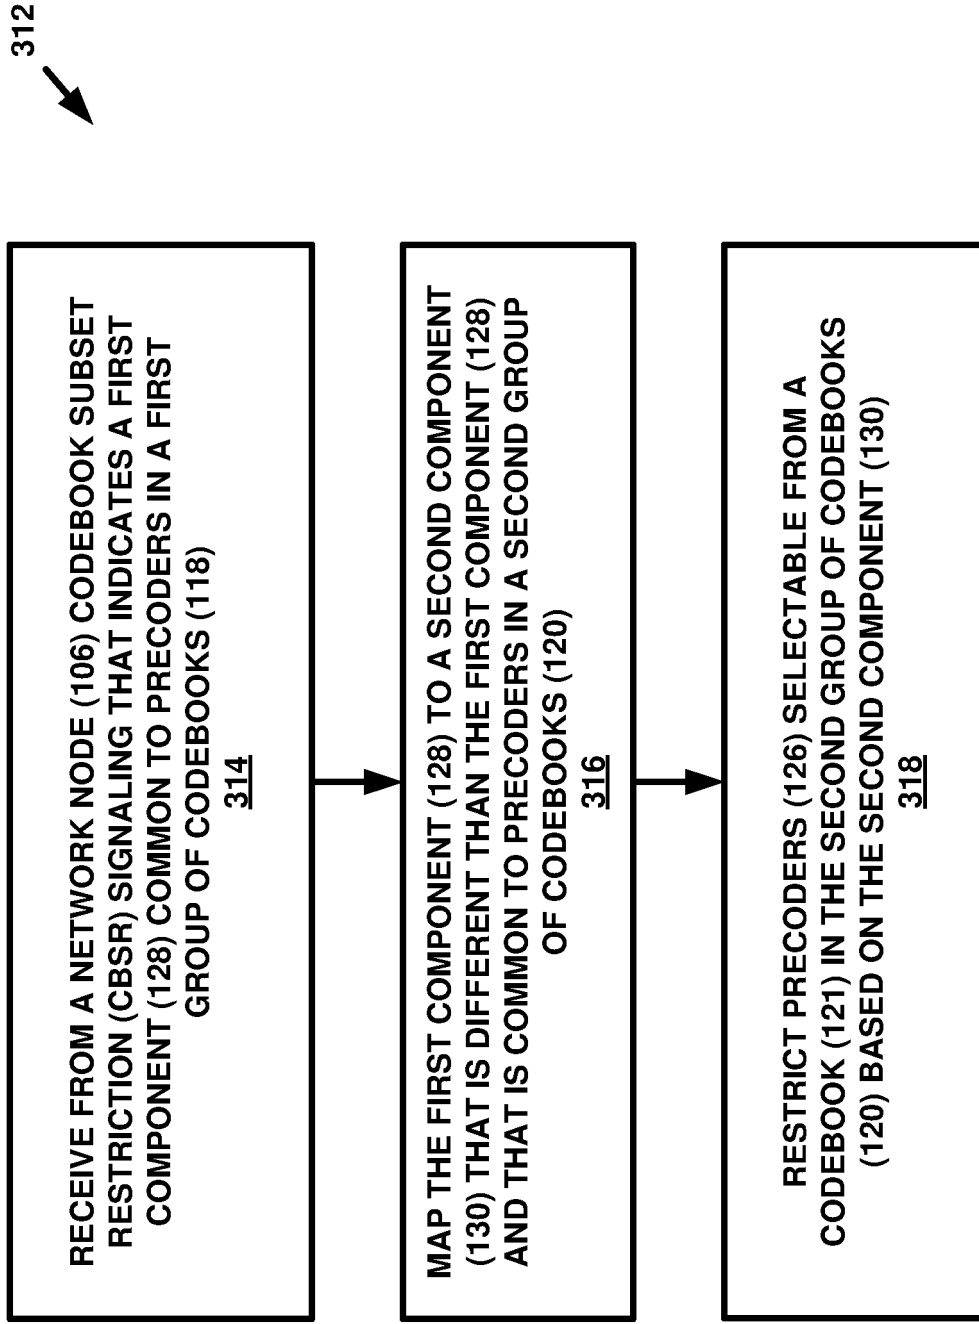 312
RECEIVE FROM A NETWORK NODE (106) CODEBOOK SUBSET
RESTRICTION (CBSR) SIGNALING THAT INDICATES A FIRST
COMPONENT (128) COMMON TO PRECODERS IN A FIRST
GROUP OF CODEBOOKS (118)
314
MAP THE FIRST COMPONENT (128) TO A SECOND COMPONENT
(130) THAT IS DIFFERENT THAN THE FIRST COMPONENT (128)
AND THAT IS COMMON TO PRECODERS IN A SECOND GROUP
OF CODEBOOKS (120)
316
RESTRICT PRECODERS (126) SELECTABLE FROM A
CODEBOOK (121) IN THE SECOND GROUP OF CODEBOOKS
(120) BASED ON THE SECOND COMPONENT (130)
318